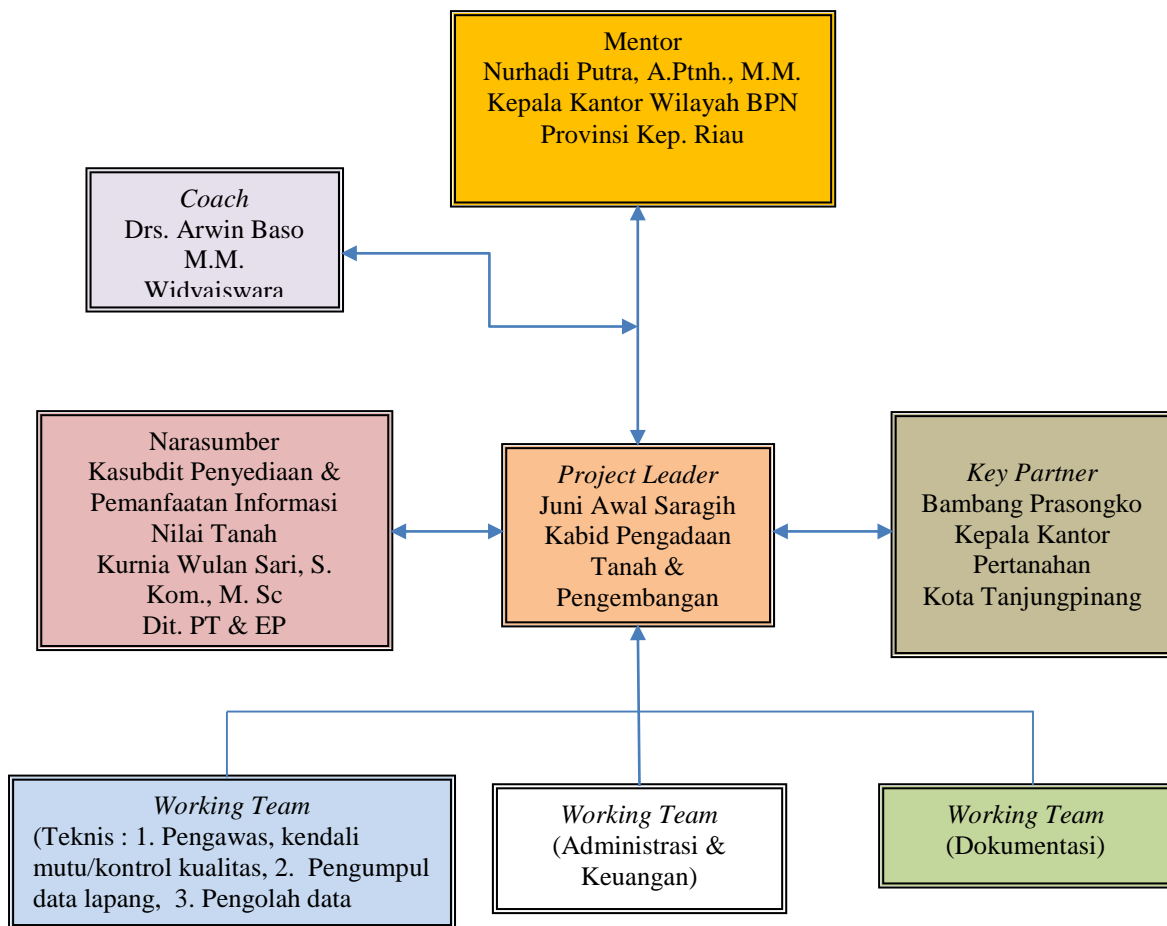 Mentor
Nurhadi Putra, A.Ptnh., M.M.
Kepala Kantor Wilayah BPN
Provinsi Kep. Riau
Coach
Drs. Arwin Baso
M.M.
Widyaiswara
Narasumber
Kasubdit Penyediaan &
Pemanfaatan Informasi
Nilai Tanah
Kurnia Wulan Sari, S.
Kom., M. Sc
Dit. PT & EP
Project Leader
Juni Awal Saragih
Kabid Pengadaan
Tanah &
Pengembangan
Key Partner
Bambang Prasongko
Kepala Kantor
Pertanahan
Kota Tanjungpinang
Working Team
(Teknis : 1. Pengawas, kendali
mutu/kontrol kualitas, 2. Pengumpul
data lapang, 3. Pengolah data
Working Team
(Administrasi &
Keuangan)
Working Team
(Dokumentasi)